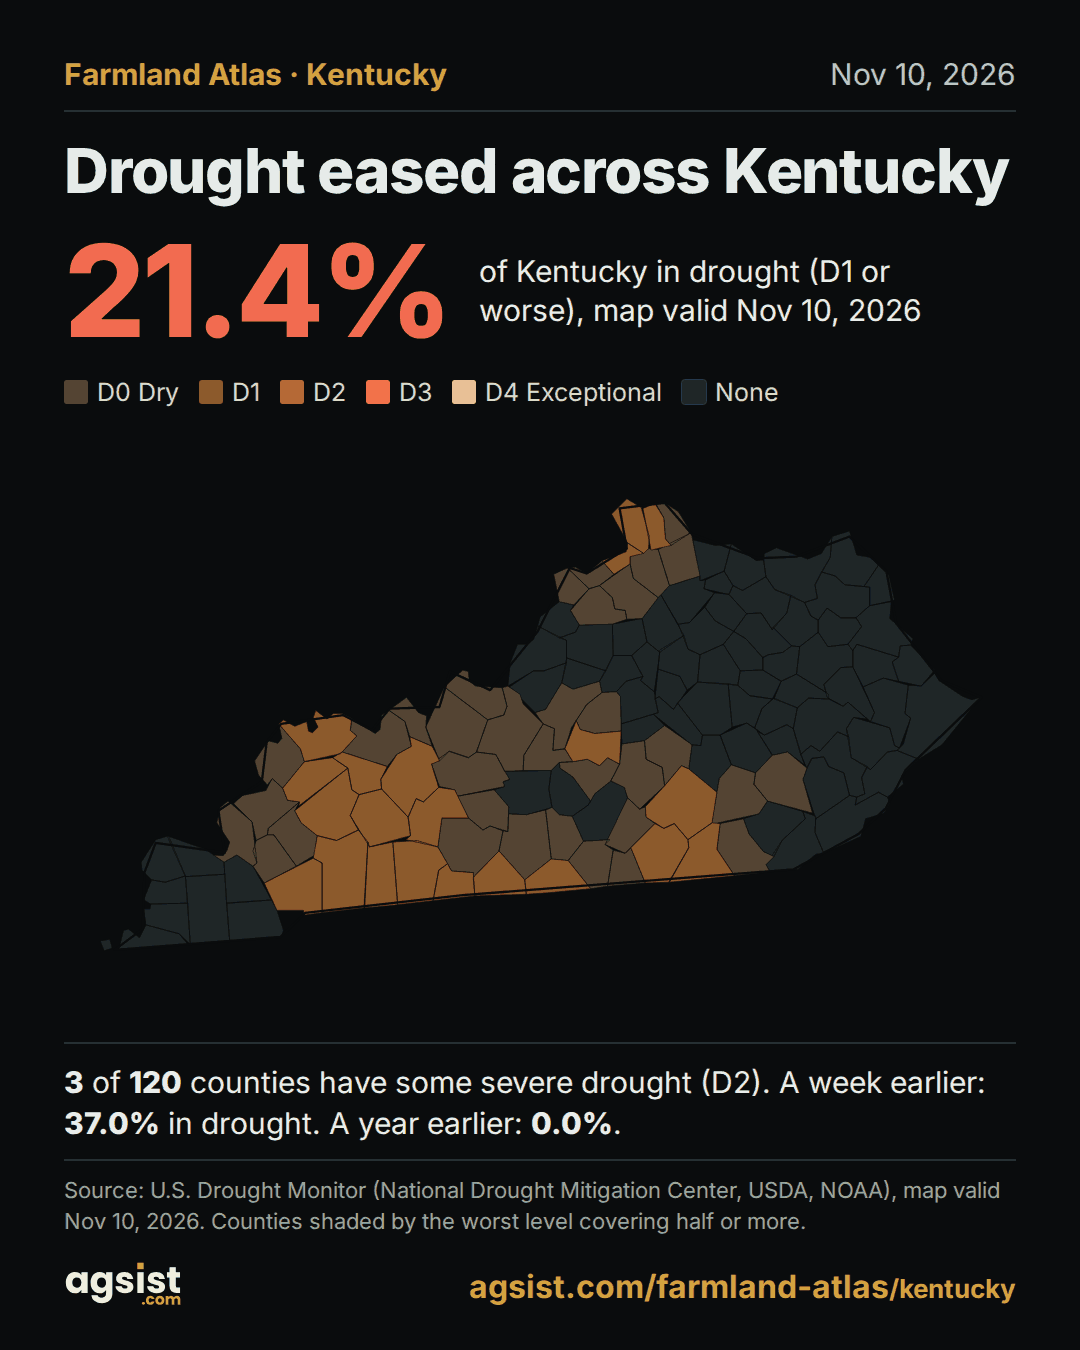 Farmland Atlas · Kentucky
Nov 10, 2026
Drought eased across Kentucky
21.4%
of Kentucky in drought (D1 or
worse), map valid Nov 10, 2026
D0 Dry D1 D2 D3 D4 Exceptional None
3 of 120 counties have some severe drought (D2). A week earlier:
37.0% in drought. A year earlier: 0.0%.
Source: U.S. Drought Monitor (National Drought Mitigation Center, USDA, NOAA), map valid
Nov 10, 2026. Counties shaded by the worst level covering half or more.
agsist
.com
agsist.com/farmland-atlas/kentucky